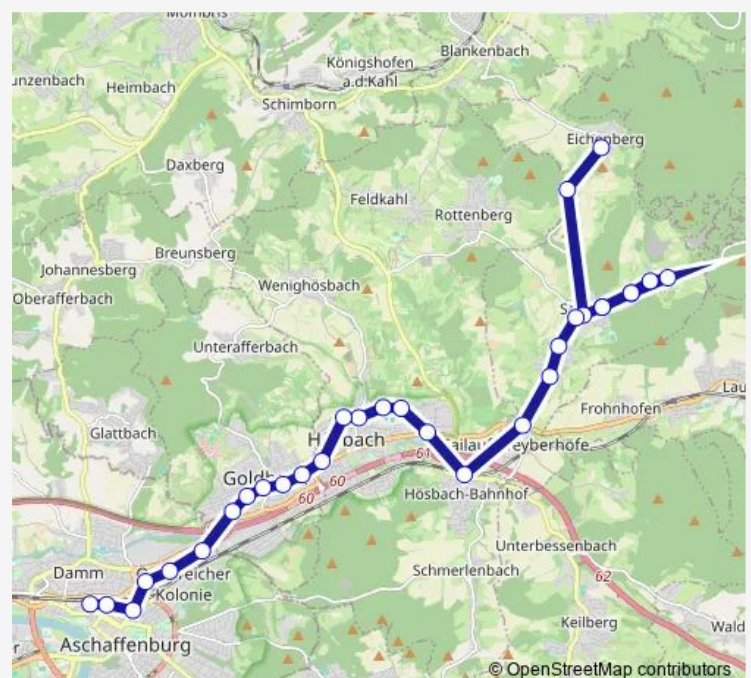 Mömbris
Blankenbach
Königshofen
a.d.Kahl
unzenbach
Heimbach
Schimborn
Eichenberg
Daxberg
Feldkahl
Rottenberg
Breunsberg
Johannesberg
Wenighösbach
Oberafferbach
Unterafferbach
Lau
Frohnhofen
Glattbach
61
60
60
Hösbach-Bahnhof
Unterbessenbach
Damm
Schmerlenbach
62
Kolonie
Keilberg
Wald
Aschaffenburg
© OpenStreetMap contributors